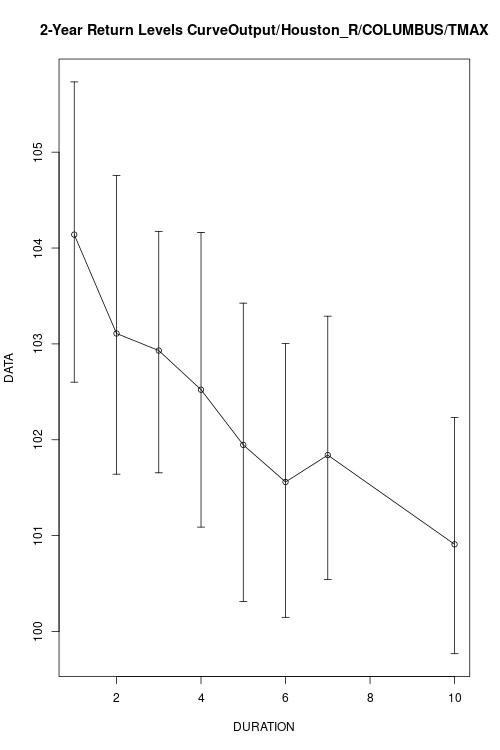 2-Year Return Levels CurveOutput/Houston_R/COLUMBUS/TMAX
105
104
103
102
101
100
DATA
2 4 6 8 10
DURATION